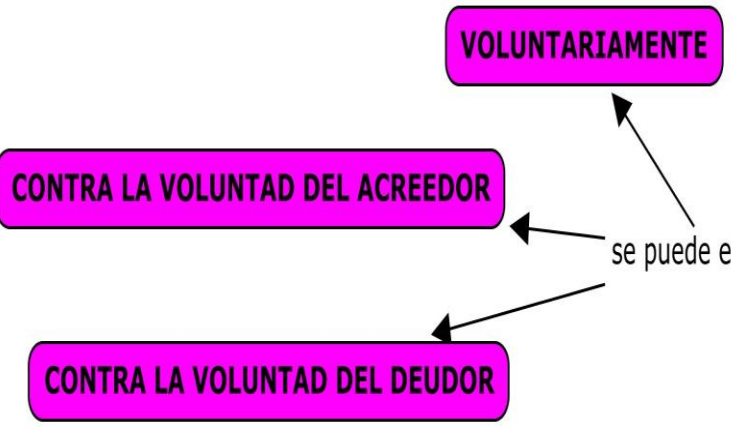 VOLUNTARIAMENTE
CONTRA LA VOLUNTAD DEL ACREEDOR
se puede e
CONTRA LA VOLUNTAD DEL DEUDOR